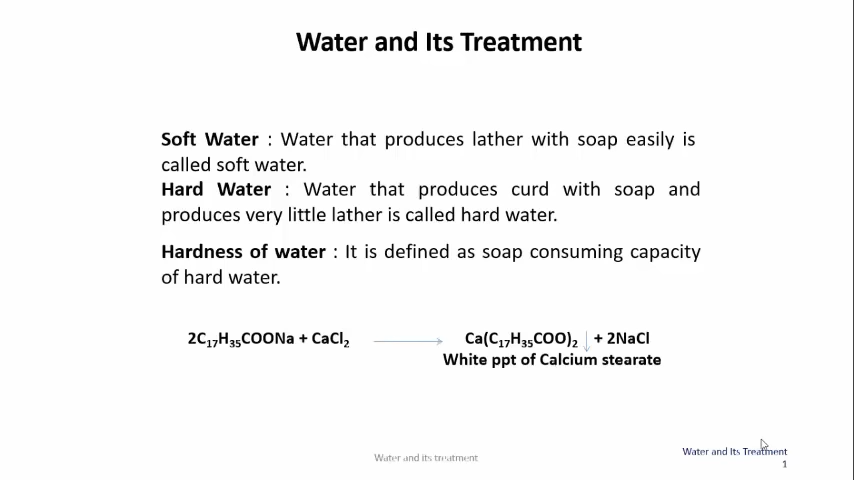 Water and Its Treatment
Soft Water : Water that produces lather with soap easily is
called soft water.
Hard Water : Water that produces curd with soap and
produces very little lather is called hard water.
Hardness of water : It is defined as soap consuming capacity
of hard water.
2C₁₇H₃₅COONa + CaCl₂ → Ca(C₁₇H₃₅COO)₂ ↓ + 2NaCl
White ppt of Calcium stearate
Water and its treatment
Water and Its Treatment
1